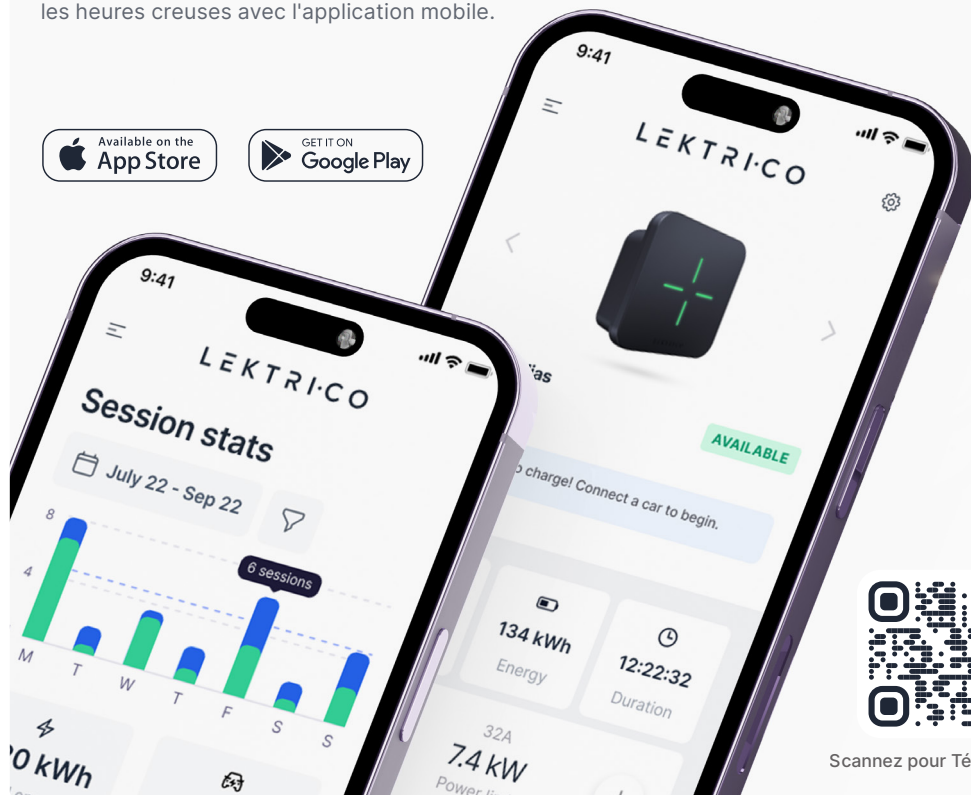 les heures creuses avec l'application mobile.
Available on the
App Store
GET IT ON
Google Play
9:41
LEKTRI·CO
AVAILABLE
charge! Connect a car to begin.
134 kWh
Energy
12:22:32
Duration
32A
7.4 kW
Power
9:41
LEKTRI·CO
Session stats
July 22 - Sep 22
8
4
6 sessions
M T W T F S S
kWh
Scannez pour